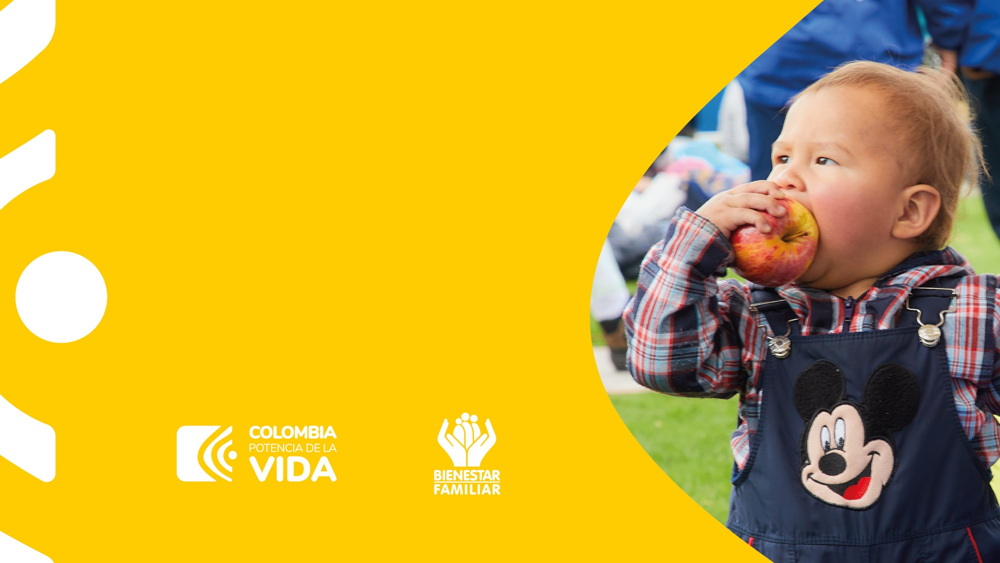 COLOMBIA
POTENCIA DE LA
VIDA
BIENESTAR
FAMILIAR